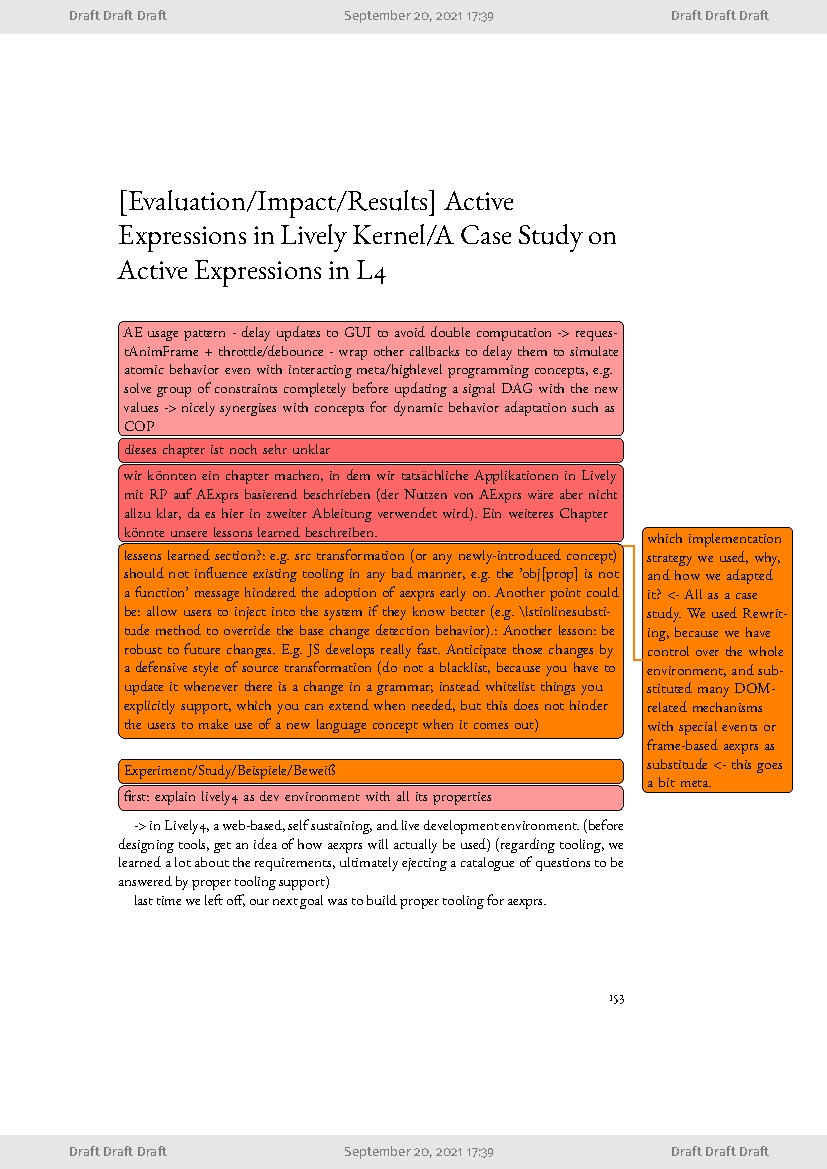 Draft Draft Draft September 20, 2021 17:39 Draft Draft Draft
[Evaluation/Impact/Results] Active
Expressions in Lively Kernel/A Case Study on
Active Expressions in L4
AE usage pattern - delay updates to GUI to avoid double computation -> reques-
tAnimFrame + throttle/debounce - wrap other callbacks to delay them to simulate
atomic behavior even with interacting meta/highlevel programming concepts, e.g.
solve group of constraints completely before updating a signal DAG with the new
values -> nicely synergises with concepts for dynamic behavior adaptation such as
COP
dieses chapter ist noch sehr unklar
wir könnten ein chapter machen, in dem wir tatsächliche Applikationen in Lively
mit RP auf AExprs basierend beschrieben (der Nutzen von AExprs wäre aber nicht
allzu klar, da es hier in zweiter Ableitung verwendet wird). Ein weiteres Chapter
könnte unsere lessons learned beschreiben.
lessens learned section?: e.g. src transformation (or any newly-introduced concept)
should not influence existing tooling in any bad manner, e.g. the 'obj[prop] is not
a function' message hindered the adoption of aexprs early on. Another point could
be: allow users to inject into the system if they know better (e.g. \lstinlinesubsti-
tude method to override the base change detection behavior).: Another lesson: be
robust to future changes. E.g. JS develops really fast. Anticipate those changes by
a defensive style of source transformation (do not a blacklist, because you have to
update it whenever there is a change in a grammar; instead whitelist things you
explicitly support, which you can extend when needed, but this does not hinder
the users to make use of a new language concept when it comes out)
which implementation
strategy we used, why,
and how we adapted
it? <- All as a case
study. We used Rewrit-
ing, because we have
control over the whole
environment, and sub-
stituted many DOM-
related mechanisms
with special events or
frame-based aexprs as
substitude <- this goes
a bit meta.
Experiment/Study/Beispiele/Beweiß
first: explain lively4 as dev environment with all its properties
-> in Lively4, a web-based, self sustaining, and live development environment. (before
designing tools, get an idea of how aexprs will actually be used) (regarding tooling, we
learned a lot about the requirements, ultimately ejecting a catalogue of questions to be
answered by proper tooling support)
last time we left off, our next goal was to build proper tooling for aexprs.
153
Draft Draft Draft September 20, 2021 17:39 Draft Draft Draft